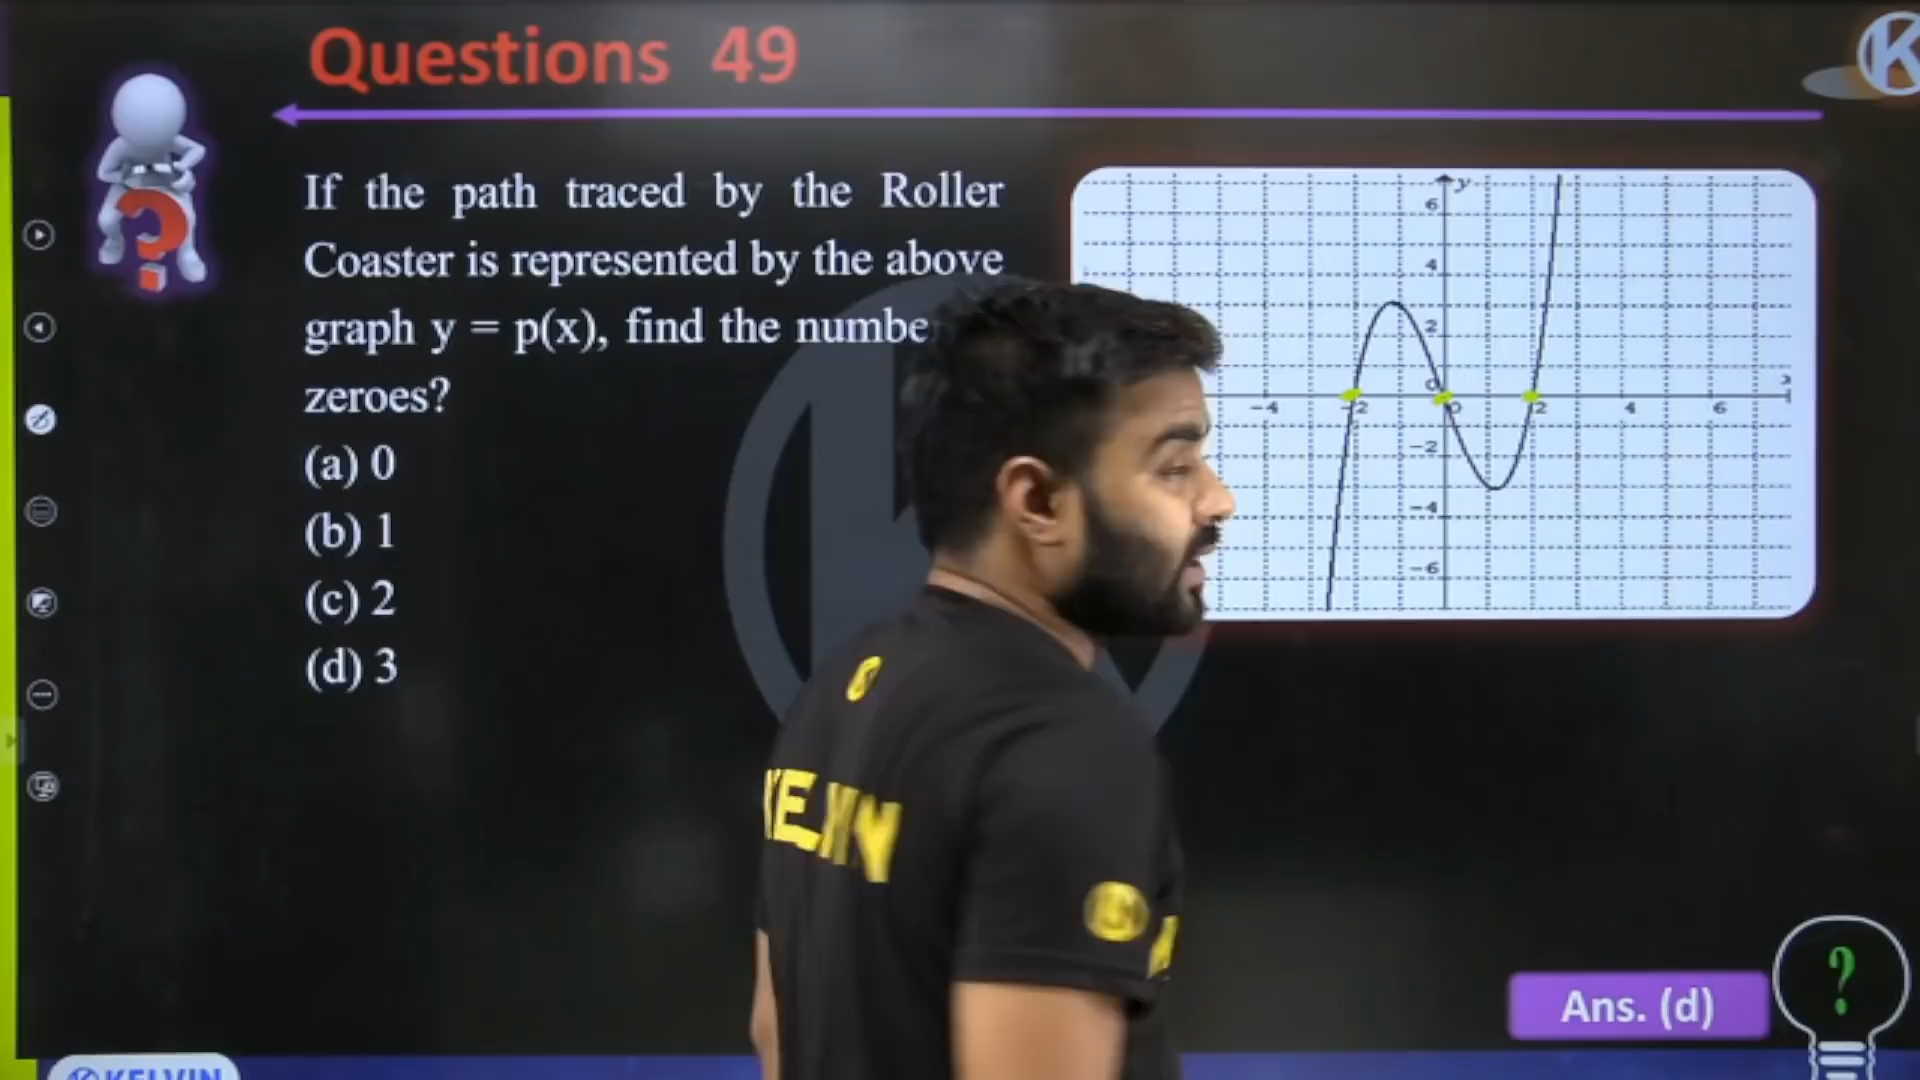 Questions 49
If the path traced by the Roller
Coaster is represented by the above
graph y = p(x), find the
zeroes?
(a) 0
(b) 1
(c) 2
(d) 3
y
6
4
2
0
-4 -2 0 2 4 6
-2
-4
-6
Ans. (d)
?
KELVIN